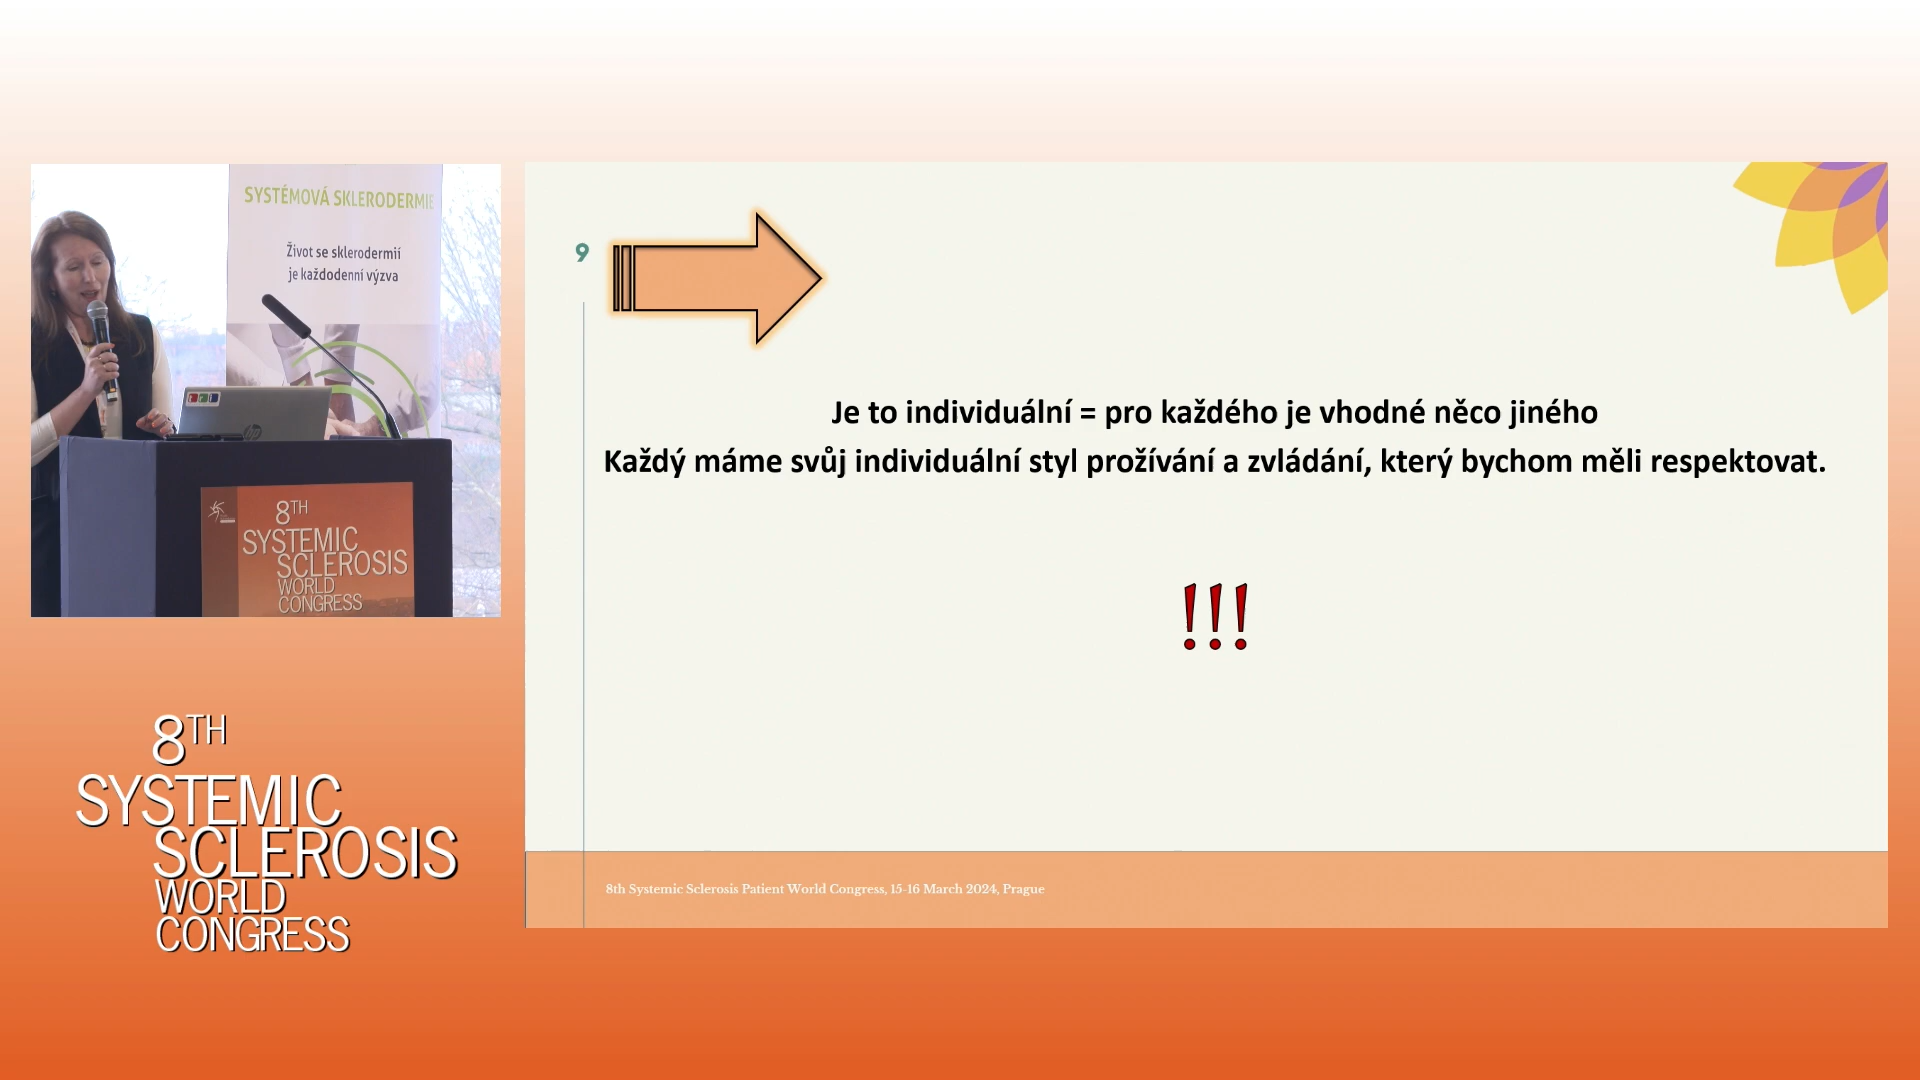 SYSTÉMOVÁ SKLERODERMIE
Život se sklerodermií
je každodenní výzva
hp
8TH
SYSTEMIC
SCLEROSIS
WORLD
CONGRESS
8TH
SYSTEMIC
SCLEROSIS
WORLD
CONGRESS
9
Je to individuální = pro každého je vhodné něco jiného
Každý máme svůj individuální styl prožívání a zvládání, který bychom měli respektovat.
!!!
8th Systemic Sclerosis Patient World Congress, 15-16 March 2024, Prague